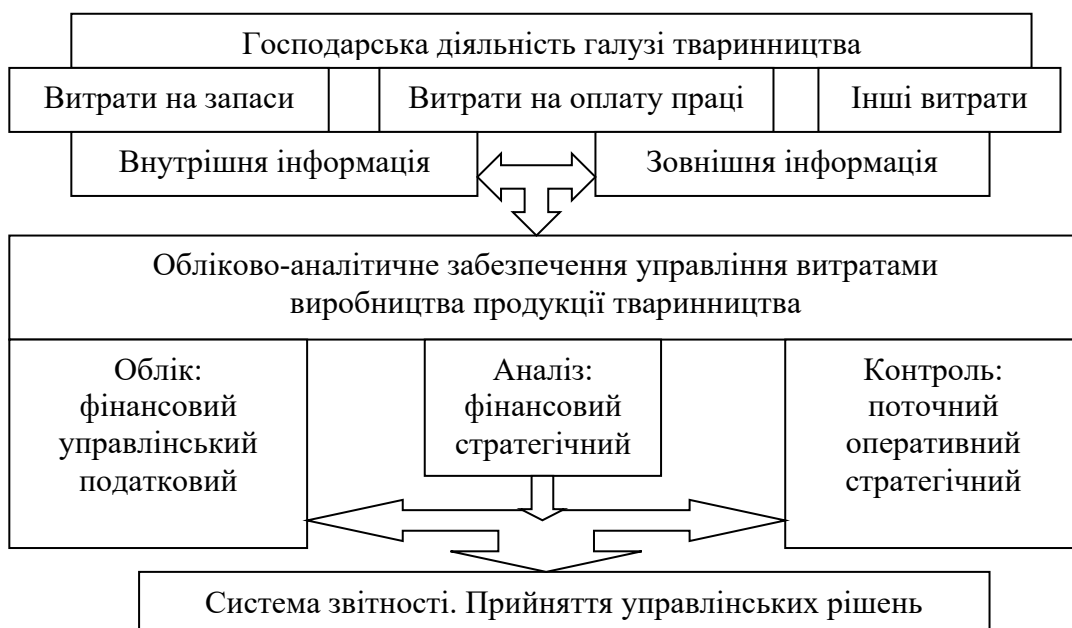 Господарська діяльність галузі тваринництва
Витрати на запаси
Витрати на оплату праці
Інші витрати
Внутрішня інформація
Зовнішня інформація
Обліково-аналітичне забезпечення управління витратами
виробництва продукції тваринництва
Облік:
фінансовий
управлінський
податковий
Аналіз:
фінансовий
стратегічний
Контроль:
поточний
оперативний
стратегічний
Система звітності. Прийняття управлінських рішень